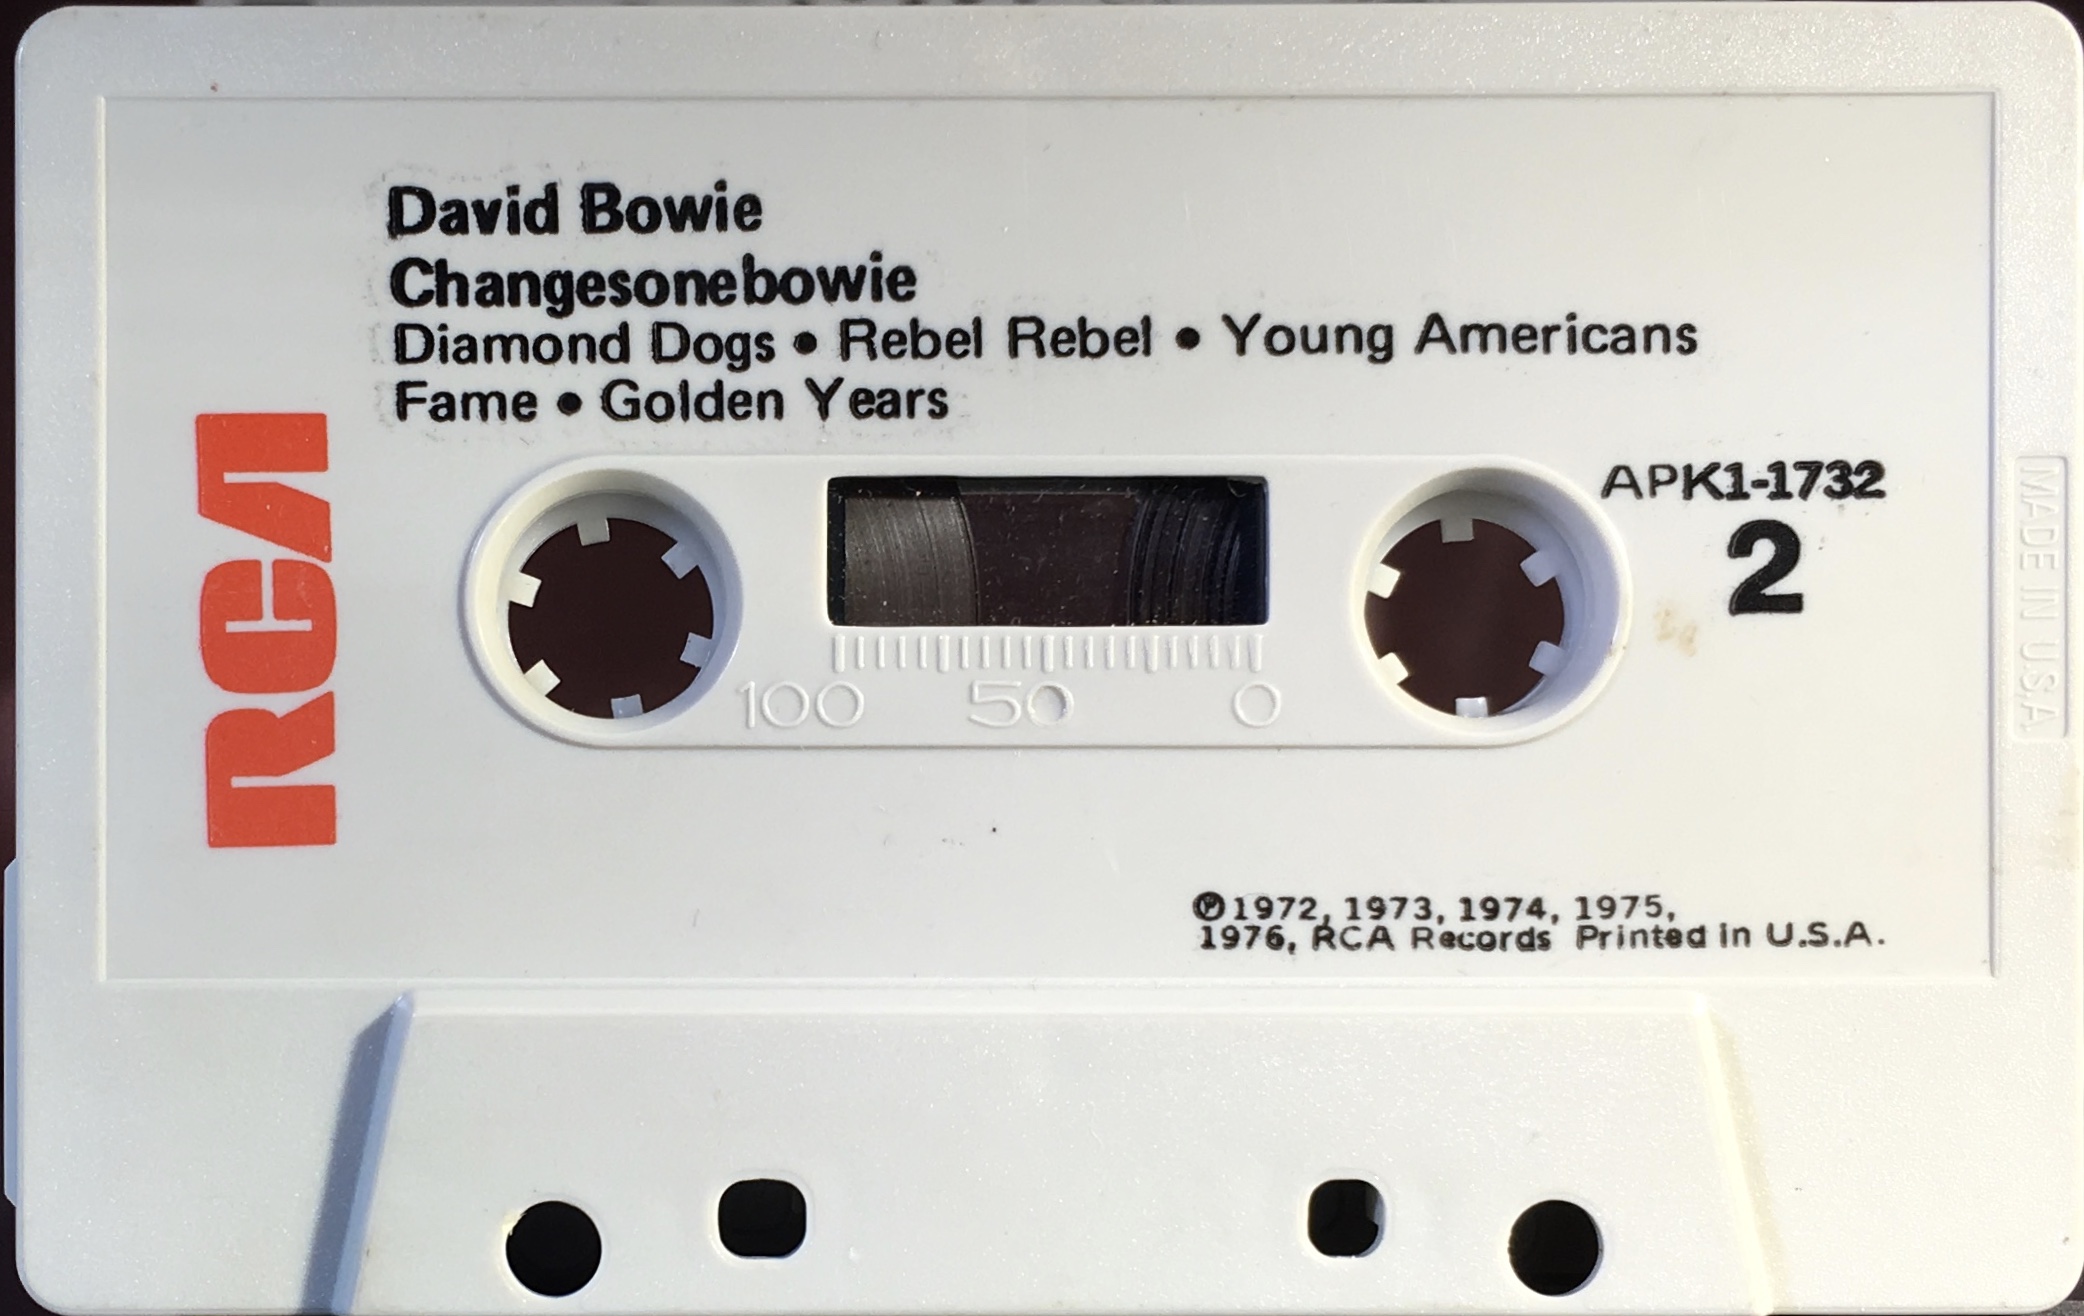 David Bowie
Changesonebowie
Diamond Dogs • Rebel Rebel • Young Americans
Fame • Golden Years
RCA
APK1-1732
2
100 50 0
MADE IN U.S.A.
℗1972, 1973, 1974, 1975,
1976, RCA Records Printed in U.S.A.